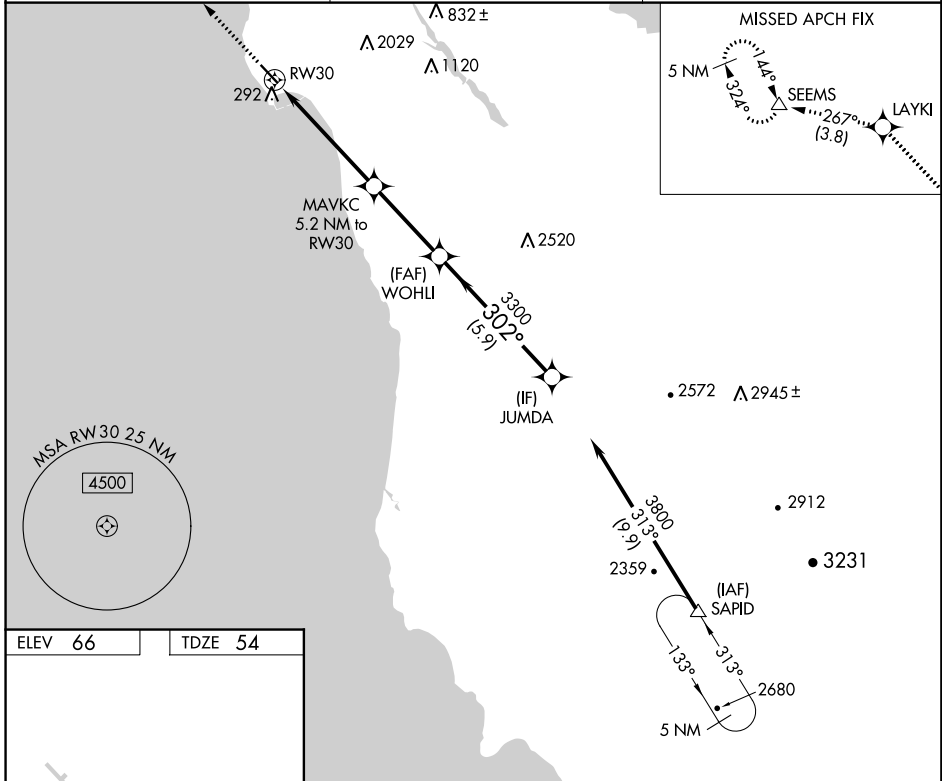 832 ±
2029
1120
RW30
292
MISSED APCH FIX
5 NM
144°
324°
SEEMS
LAYKI
267°
(3.8)
MAVKC
5.2 NM to
RW30
2520
(FAF)
WOHLI
3300
302°
(5.9)
(IF)
JUMDA
2572
2945 ±
MSA RW30 25 NM
4500
3800
313°
(9.9)
2912
3231
2359
(IAF)
SAPID
133°
313°
2680
5 NM
ELEV 66
TDZE 54